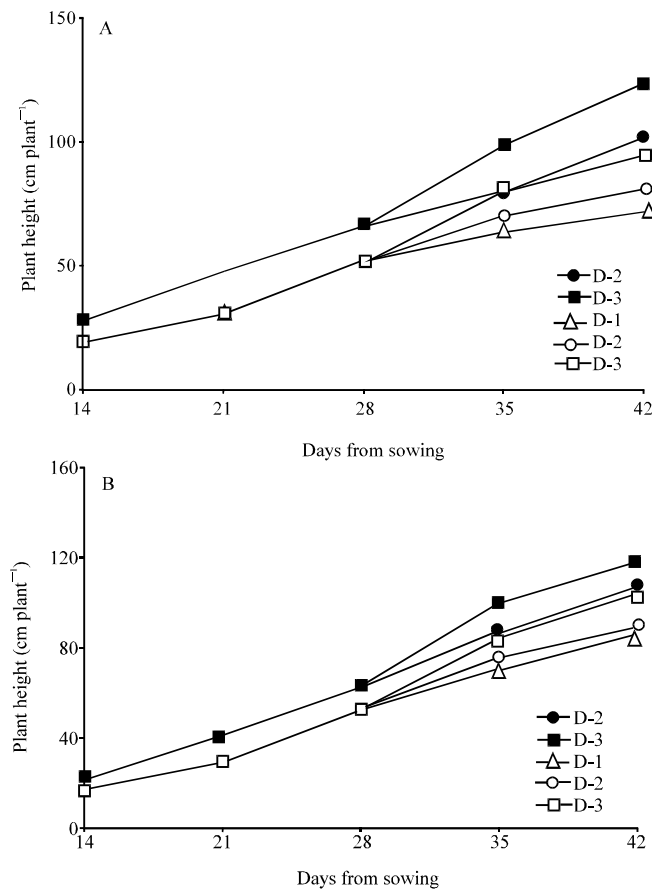 A
150
100
50
0
Plant height (cm plant⁻¹)
D-2
D-3
D-1
D-2
D-3
14 21 28 35 42
Days from sowing
B
160
120
80
40
0
Plant height (cm plant⁻¹)
D-2
D-3
D-1
D-2
D-3
14 21 28 35 42
Days from sowing